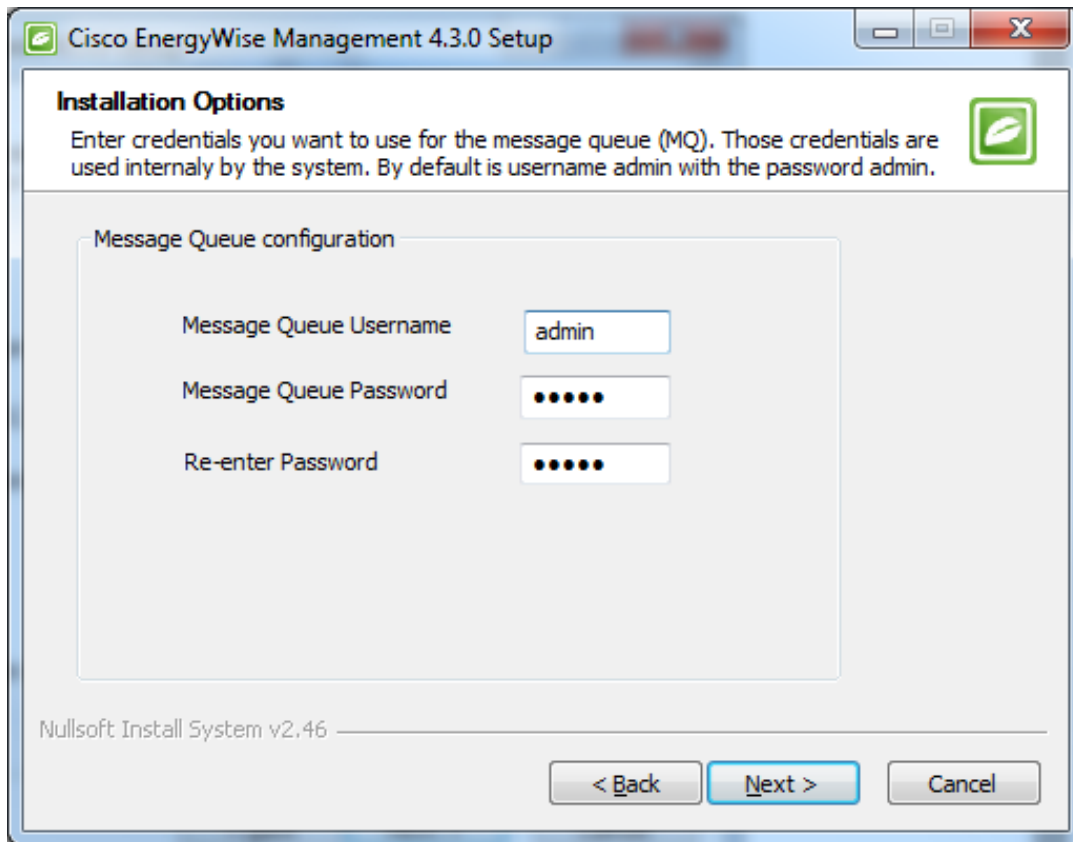 Cisco EnergyWise Management 4.3.0 Setup
Installation Options
Enter credentials you want to use for the message queue (MQ). Those credentials are
used internaly by the system. By default is username admin with the password admin.
Message Queue configuration
Message Queue Username
admin
Message Queue Password
●●●●●
Re-enter Password
●●●●●
Nullsoft Install System v2.46
< Back
Next >
Cancel